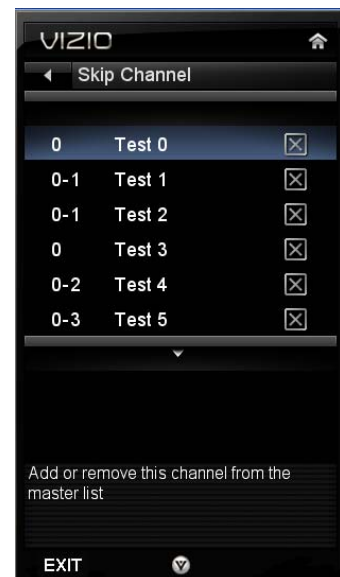 VIZIO
Skip Channel
0 Test 0
0-1 Test 1
0-1 Test 2
0 Test 3
0-2 Test 4
0-3 Test 5
Add or remove this channel from the
master list
EXIT